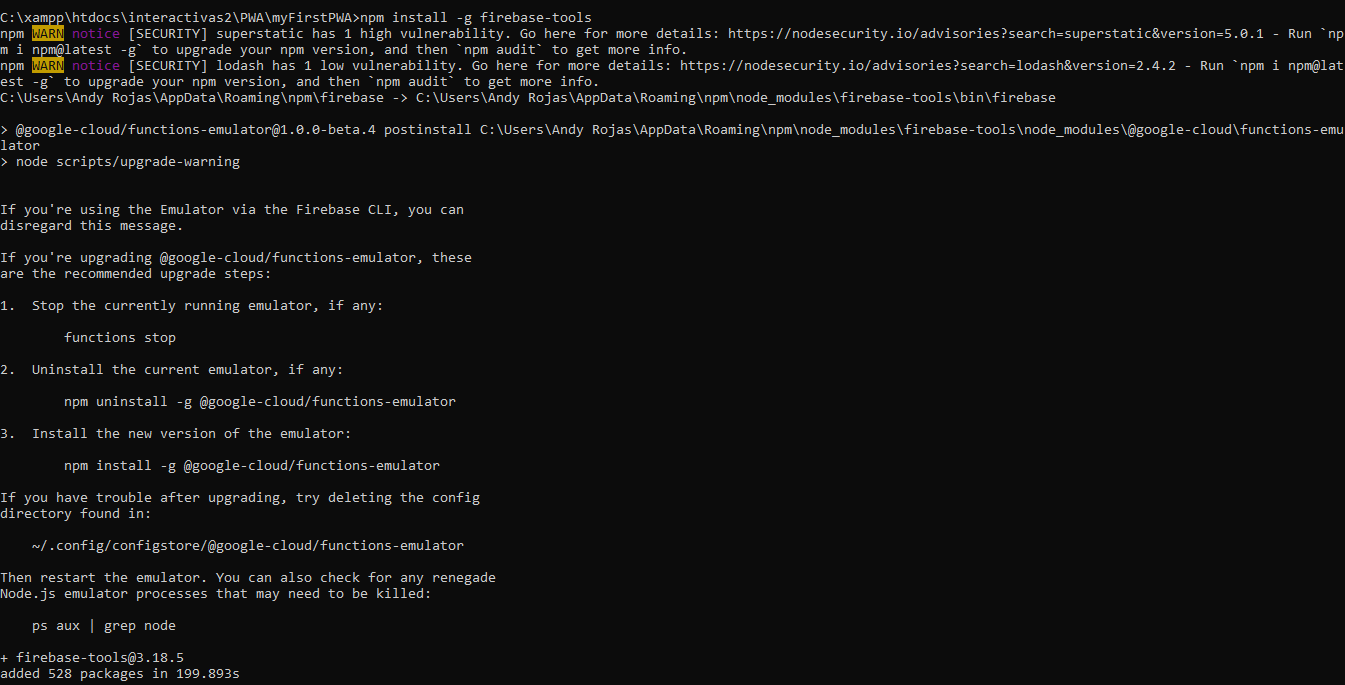 C:\xampp\htdocs\interactivas2\PWA\myFirstPWA>npm install -g firebase-tools
npm WARN notice [SECURITY] superstatic has 1 high vulnerability. Go here for more details: https://nodesecurity.io/advisories?search=superstatic&version=5.0.1 - Run `np
m i npm@latest -g` to upgrade your npm version, and then `npm audit` to get more info.
npm WARN notice [SECURITY] lodash has 1 low vulnerability. Go here for more details: https://nodesecurity.io/advisories?search=lodash&version=2.4.2 - Run `npm i npm@lat
est -g` to upgrade your npm version, and then `npm audit` to get more info.
C:\Users\Andy Rojas\AppData\Roaming\npm\firebase -> C:\Users\Andy Rojas\AppData\Roaming\npm\node_modules\firebase-tools\bin\firebase
> @google-cloud/functions-emulator@1.0.0-beta.4 postinstall C:\Users\Andy Rojas\AppData\Roaming\npm\node_modules\firebase-tools\node_modules\@google-cloud\functions-emu
lator
> node scripts/upgrade-warning
If you're using the Emulator via the Firebase CLI, you can
disregard this message.
If you're upgrading @google-cloud/functions-emulator, these
are the recommended upgrade steps:
1.  Stop the currently running emulator, if any:
functions stop
2.  Uninstall the current emulator, if any:
npm uninstall -g @google-cloud/functions-emulator
3.  Install the new version of the emulator:
npm install -g @google-cloud/functions-emulator
If you have trouble after upgrading, try deleting the config
directory found in:
~/.config/configstore/@google-cloud/functions-emulator
Then restart the emulator. You can also check for any renegade
Node.js emulator processes that may need to be killed:
ps aux | grep node
+ firebase-tools@3.18.5
added 528 packages in 199.893s